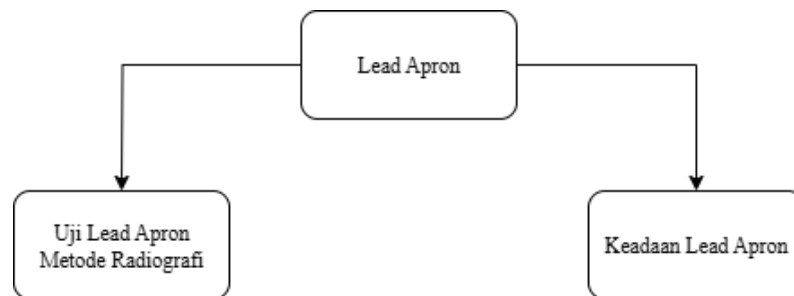 Lead Apron
Uji Lead Apron
Metode Radiografi
Keadaan Lead Apron